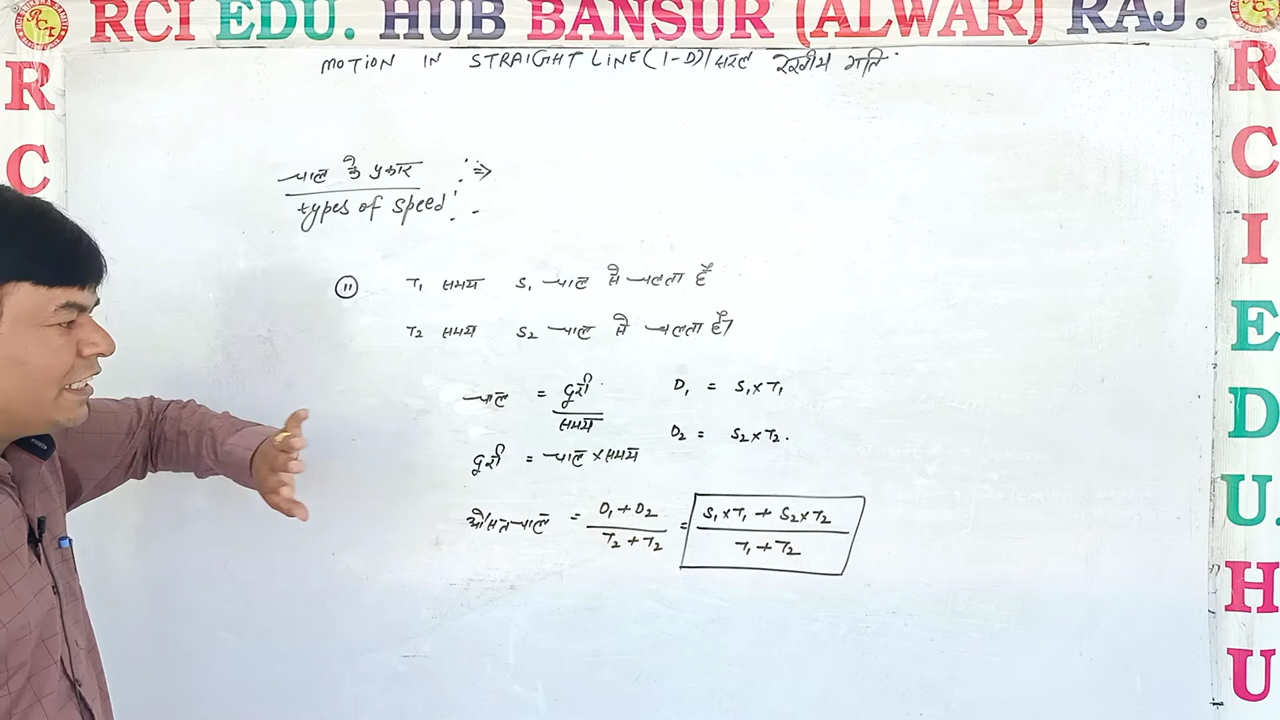 RCI EDU. HUB BANSUR (ALWAR) RAJ.
MOTION IN STRAIGHT LINE (1-D) / सरल रेखीय गति
चाल के प्रकार :⇒
types of speed :-
(11) T₁ समय S₁ चाल से चलता है
T₂ समय S₂ चाल से चलता है।
चाल = दूरी / समय
D₁ = S₁×T₁
दूरी = चाल × समय
D₂ = S₂×T₂.
औसत चाल = D₁+D₂ / T₂+T₂ = S₁×T₁ + S₂×T₂ / T₁+T₂
R
C
R
C
I
E
D
U.
H
U